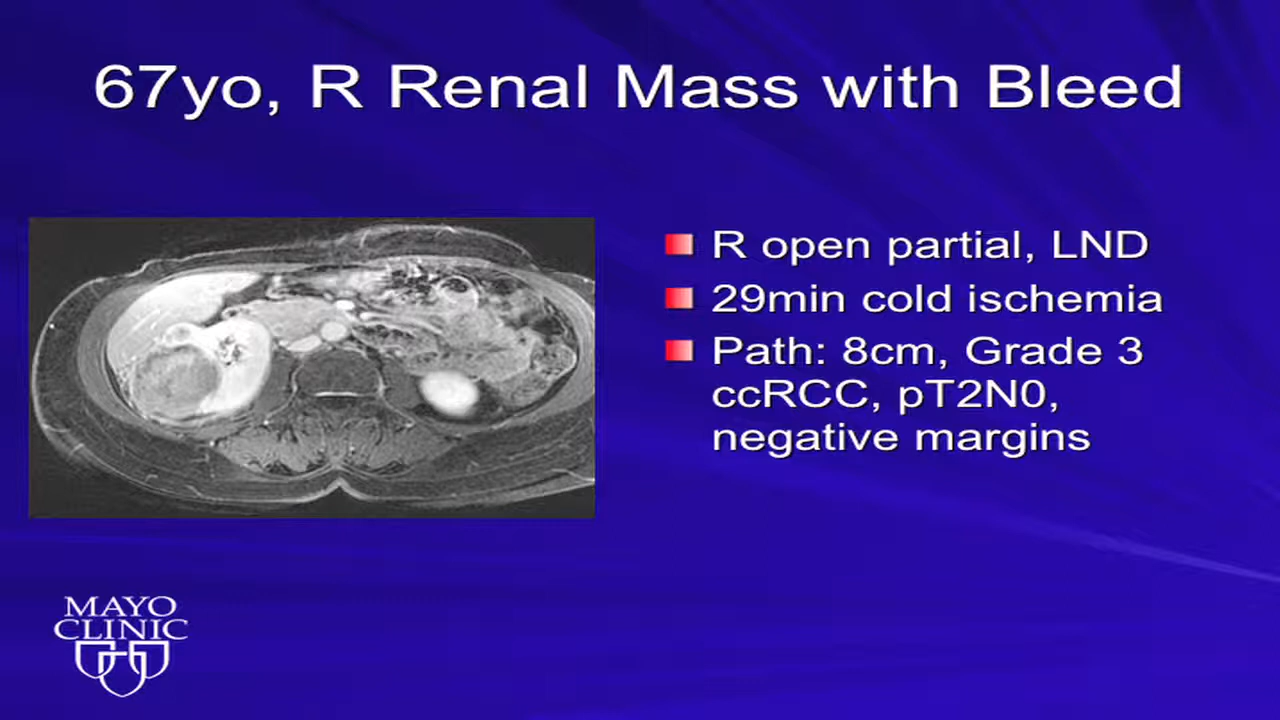 67yo, R Renal Mass with Bleed
R open partial, LND
29min cold ischemia
Path: 8cm, Grade 3
ccRCC, pT2N0,
negative margins
MAYO
CLINIC